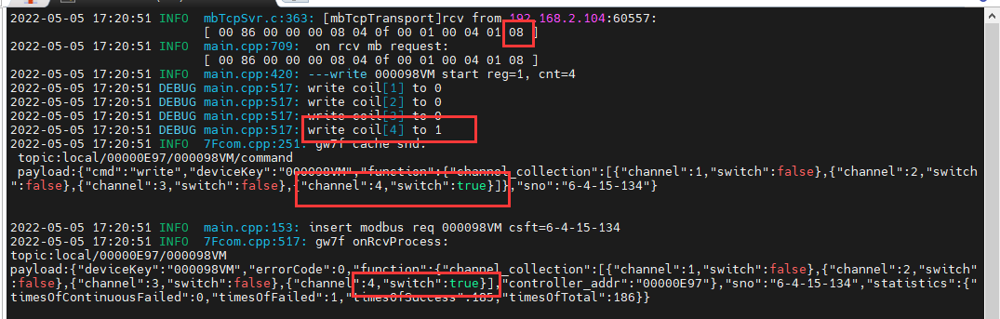 2022-05-05 17:20:51 INFO  mbTcpSvr.c:363: [mbTcpTransport]rcv from 192.168.2.104:60557:
[ 00 86 00 00 00 08 04 0f 00 01 00 04 01 08 ]
2022-05-05 17:20:51 INFO  main.cpp:709:  on rcv mb request:
[ 00 86 00 00 00 08 04 0f 00 01 00 04 01 08 ]
2022-05-05 17:20:51 INFO  main.cpp:420: ---write 000098VM start reg=1, cnt=4
2022-05-05 17:20:51 DEBUG main.cpp:517: write coil[1] to 0
2022-05-05 17:20:51 DEBUG main.cpp:517: write coil[2] to 0
2022-05-05 17:20:51 DEBUG main.cpp:517: write coil[3] to 0
2022-05-05 17:20:51 DEBUG main.cpp:517: write coil[4] to 1
2022-05-05 17:20:51 INFO  7Fcom.cpp:251: gw7f cache snd:
topic:local/00000E97/000098VM/command
payload:{"cmd":"write","deviceKey":"000098VM","function":{"channel_collection":[{"channel":1,"switch":false},{"channel":2,"switch
":false},{"channel":3,"switch":false},{"channel":4,"switch":true}]},"sno":"6-4-15-134"}
2022-05-05 17:20:51 INFO  main.cpp:153: insert modbus req 000098VM csft=6-4-15-134
2022-05-05 17:20:51 INFO  7Fcom.cpp:517: gw7f onRcvProcess:
topic:local/00000E97/000098VM
payload:{"deviceKey":"000098VM","errorCode":0,"function":{"channel_collection":[{"channel":1,"switch":false},{"channel":2,"switch"
:false},{"channel":3,"switch":false},{"channel":4,"switch":true}],"controller_addr":"00000E97"},"sno":"6-4-15-134","statistics":{"
timesOfContinuousFailed":0,"timesOfFailed":1,"timesOfSuccess":185,"timesOfTotal":186}}